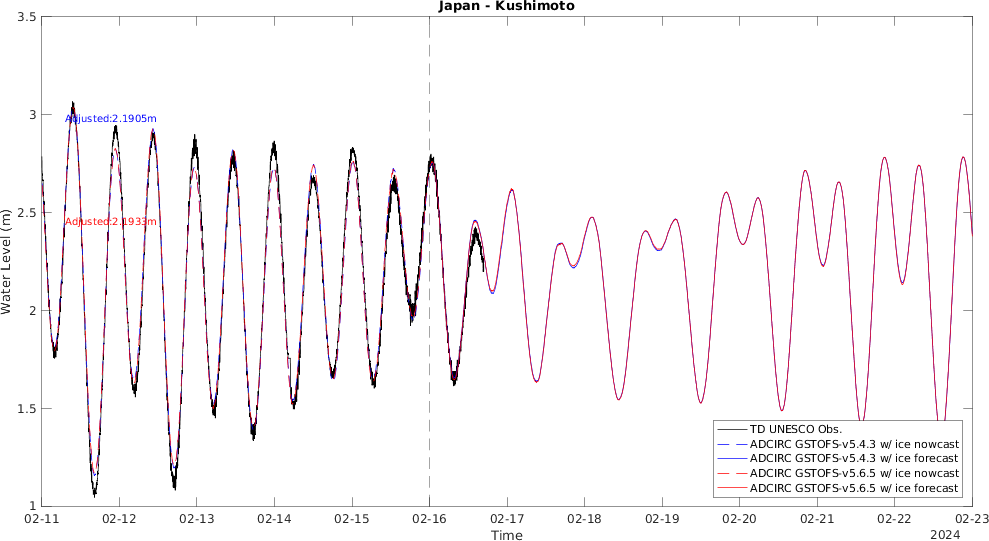 Japan - Kushimoto
3.5
3
2.5
2
1.5
1
Water Level (m)
Adjusted:2.1905m
Adjusted:2.1933m
TD UNESCO Obs.
ADCIRC GSTOFS-v5.4.3 w/ ice nowcast
ADCIRC GSTOFS-v5.4.3 w/ ice forecast
ADCIRC GSTOFS-v5.6.5 w/ ice nowcast
ADCIRC GSTOFS-v5.6.5 w/ ice forecast
02-11 02-12 02-13 02-14 02-15 02-16 02-17 02-18 02-19 02-20 02-21 02-22 02-23
Time
2024